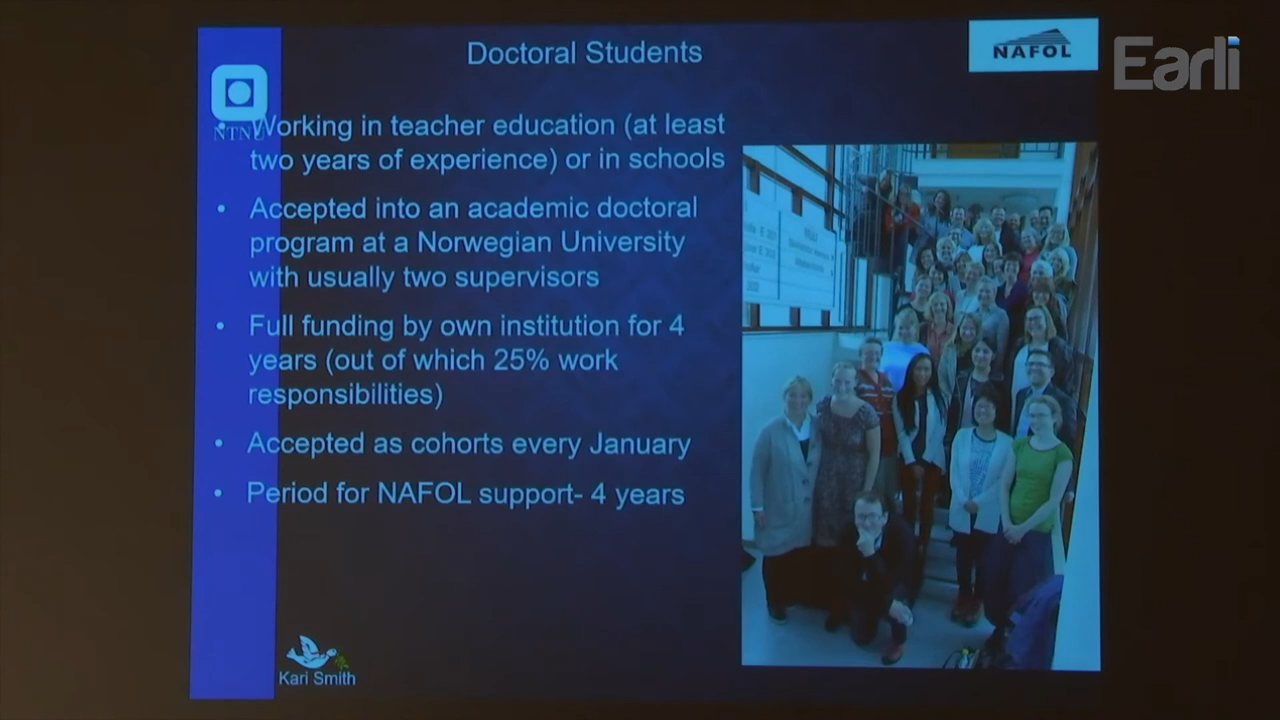 Doctoral Students
NAFOL
Earli
NTNU
Working in teacher education (at least
two years of experience) or in schools
• Accepted into an academic doctoral
program at a Norwegian University
with usually two supervisors
• Full funding by own institution for 4
years (out of which 25% work
responsibilities)
• Accepted as cohorts every January
• Period for NAFOL support- 4 years
Kari Smith